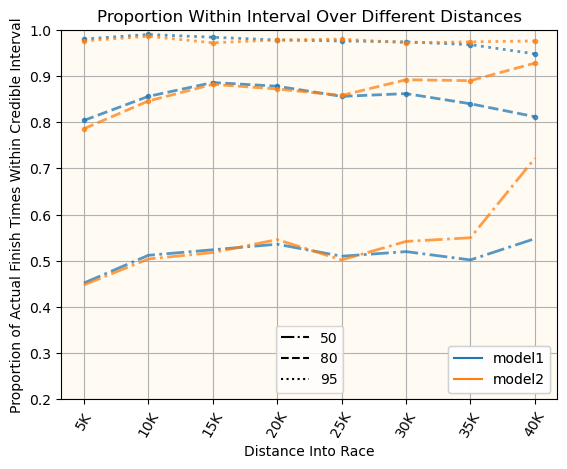 Proportion Within Interval Over Different Distances
Proportion of Actual Finish Times Within Credible Interval
1.0
0.9
0.8
0.7
0.6
0.5
0.4
0.3
0.2
50
80
95
model1
model2
5K
10K
15K
20K
25K
30K
35K
40K
Distance Into Race